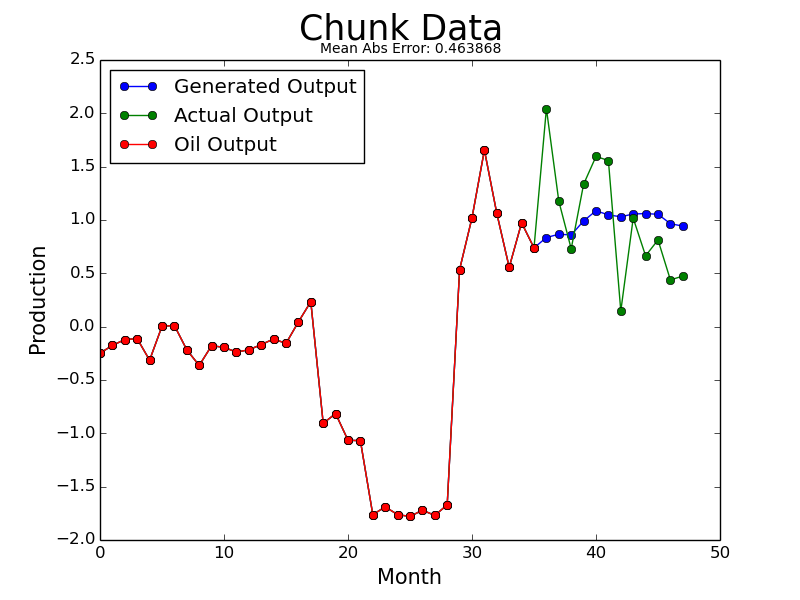 Chunk Data
Mean Abs Error: 0.463868
Generated Output
Actual Output
Oil Output
2.5
2.0
1.5
1.0
0.5
0.0
−0.5
−1.0
−1.5
−2.0
Production
0 10 20 30 40 50
Month